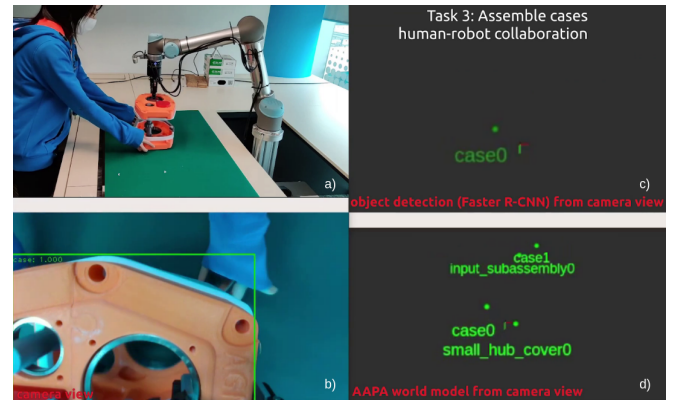 a)
Task 3: Assemble cases
human-robot collaboration
case0
c)
object detection (Faster R-CNN) from camera view
case: 1.000
b)
camera view
case1
input_subassembly0
case0
small_hub_cover0
d)
AAPA world model from camera view